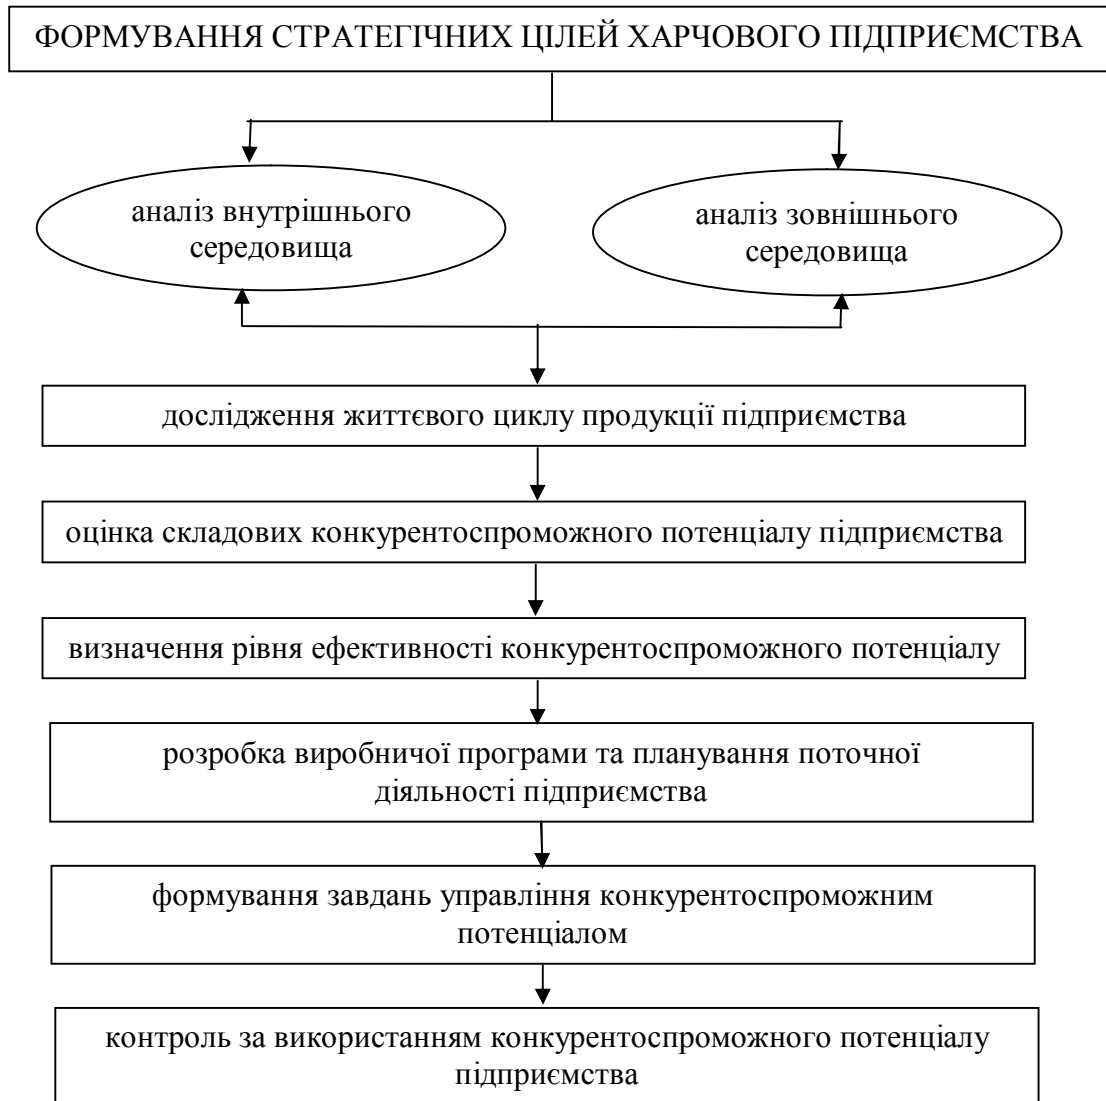 ФОРМУВАННЯ СТРАТЕГІЧНИХ ЦІЛЕЙ ХАРЧОВОГО ПІДПРИЄМСТВА
аналіз внутрішнього
середовища
аналіз зовнішнього
середовища
дослідження життєвого циклу продукції підприємства
оцінка складових конкурентоспроможного потенціалу підприємства
визначення рівня ефективності конкурентоспроможного потенціалу
розробка виробничої програми та планування поточної
діяльності підприємства
формування завдань управління конкурентоспроможним
потенціалом
контроль за використанням конкурентоспроможного потенціалу
підприємства